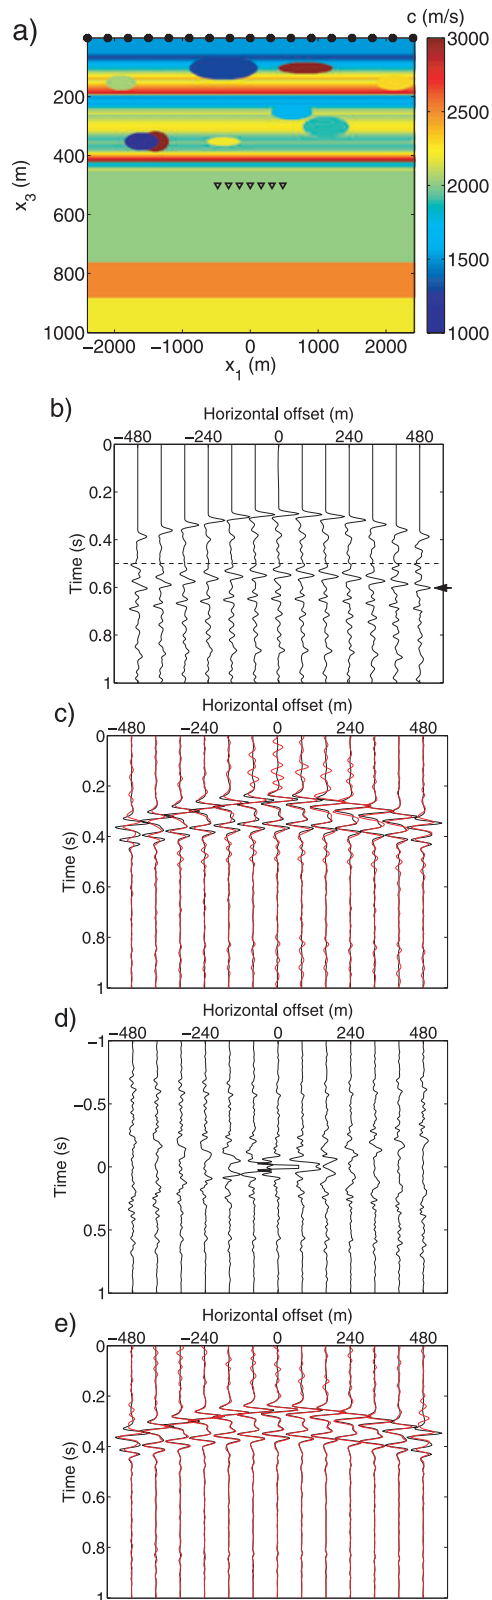 a)
c (m/s)
3000
2500
2000
1500
1000
200
400
600
800
1000
x3 (m)
−2000 −1000 0 1000 2000
x1 (m)
b)
Horizontal offset (m)
−480 −240 0 240 480
0
0.2
0.4
0.6
0.8
1
Time (s)
c)
Horizontal offset (m)
−480 −240 0 240 480
0
0.2
0.4
0.6
0.8
1
Time (s)
d)
Horizontal offset (m)
−480 −240 0 240 480
−1
−0.5
0
0.5
1
Time (s)
e)
Horizontal offset (m)
−480 −240 0 240 480
0
0.2
0.4
0.6
0.8
1
Time (s)